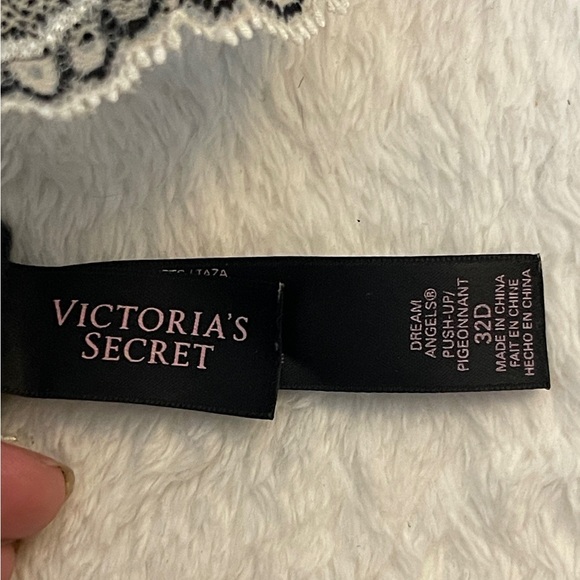 VICTORIA'S
SECRET
DREAM
ANGELS®
PUSH-UP/
PIGEONNANT
32D
MADE IN CHINA
FAIT EN CHINE
HECHO EN CHINA